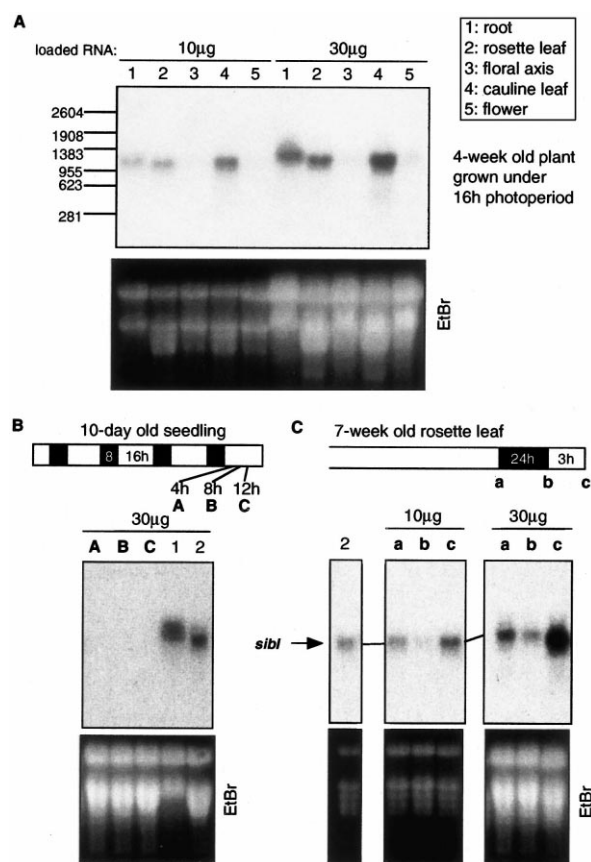 A
loaded RNA: 10µg 30µg
1 2 3 4 5 1 2 3 4 5
2604
1908
1383
955
623
281
1: root
2: rosette leaf
3: floral axis
4: cauline leaf
5: flower
4-week old plant
grown under
16h photoperiod
EtBr
B
10-day old seedling
8 16h
4h 8h 12h
A B C
30µg
A B C 1 2
EtBr
C
7-week old rosette leaf
24h 3h
a b c
10µg 30µg
2 a b c a b c
sibI
EtBr